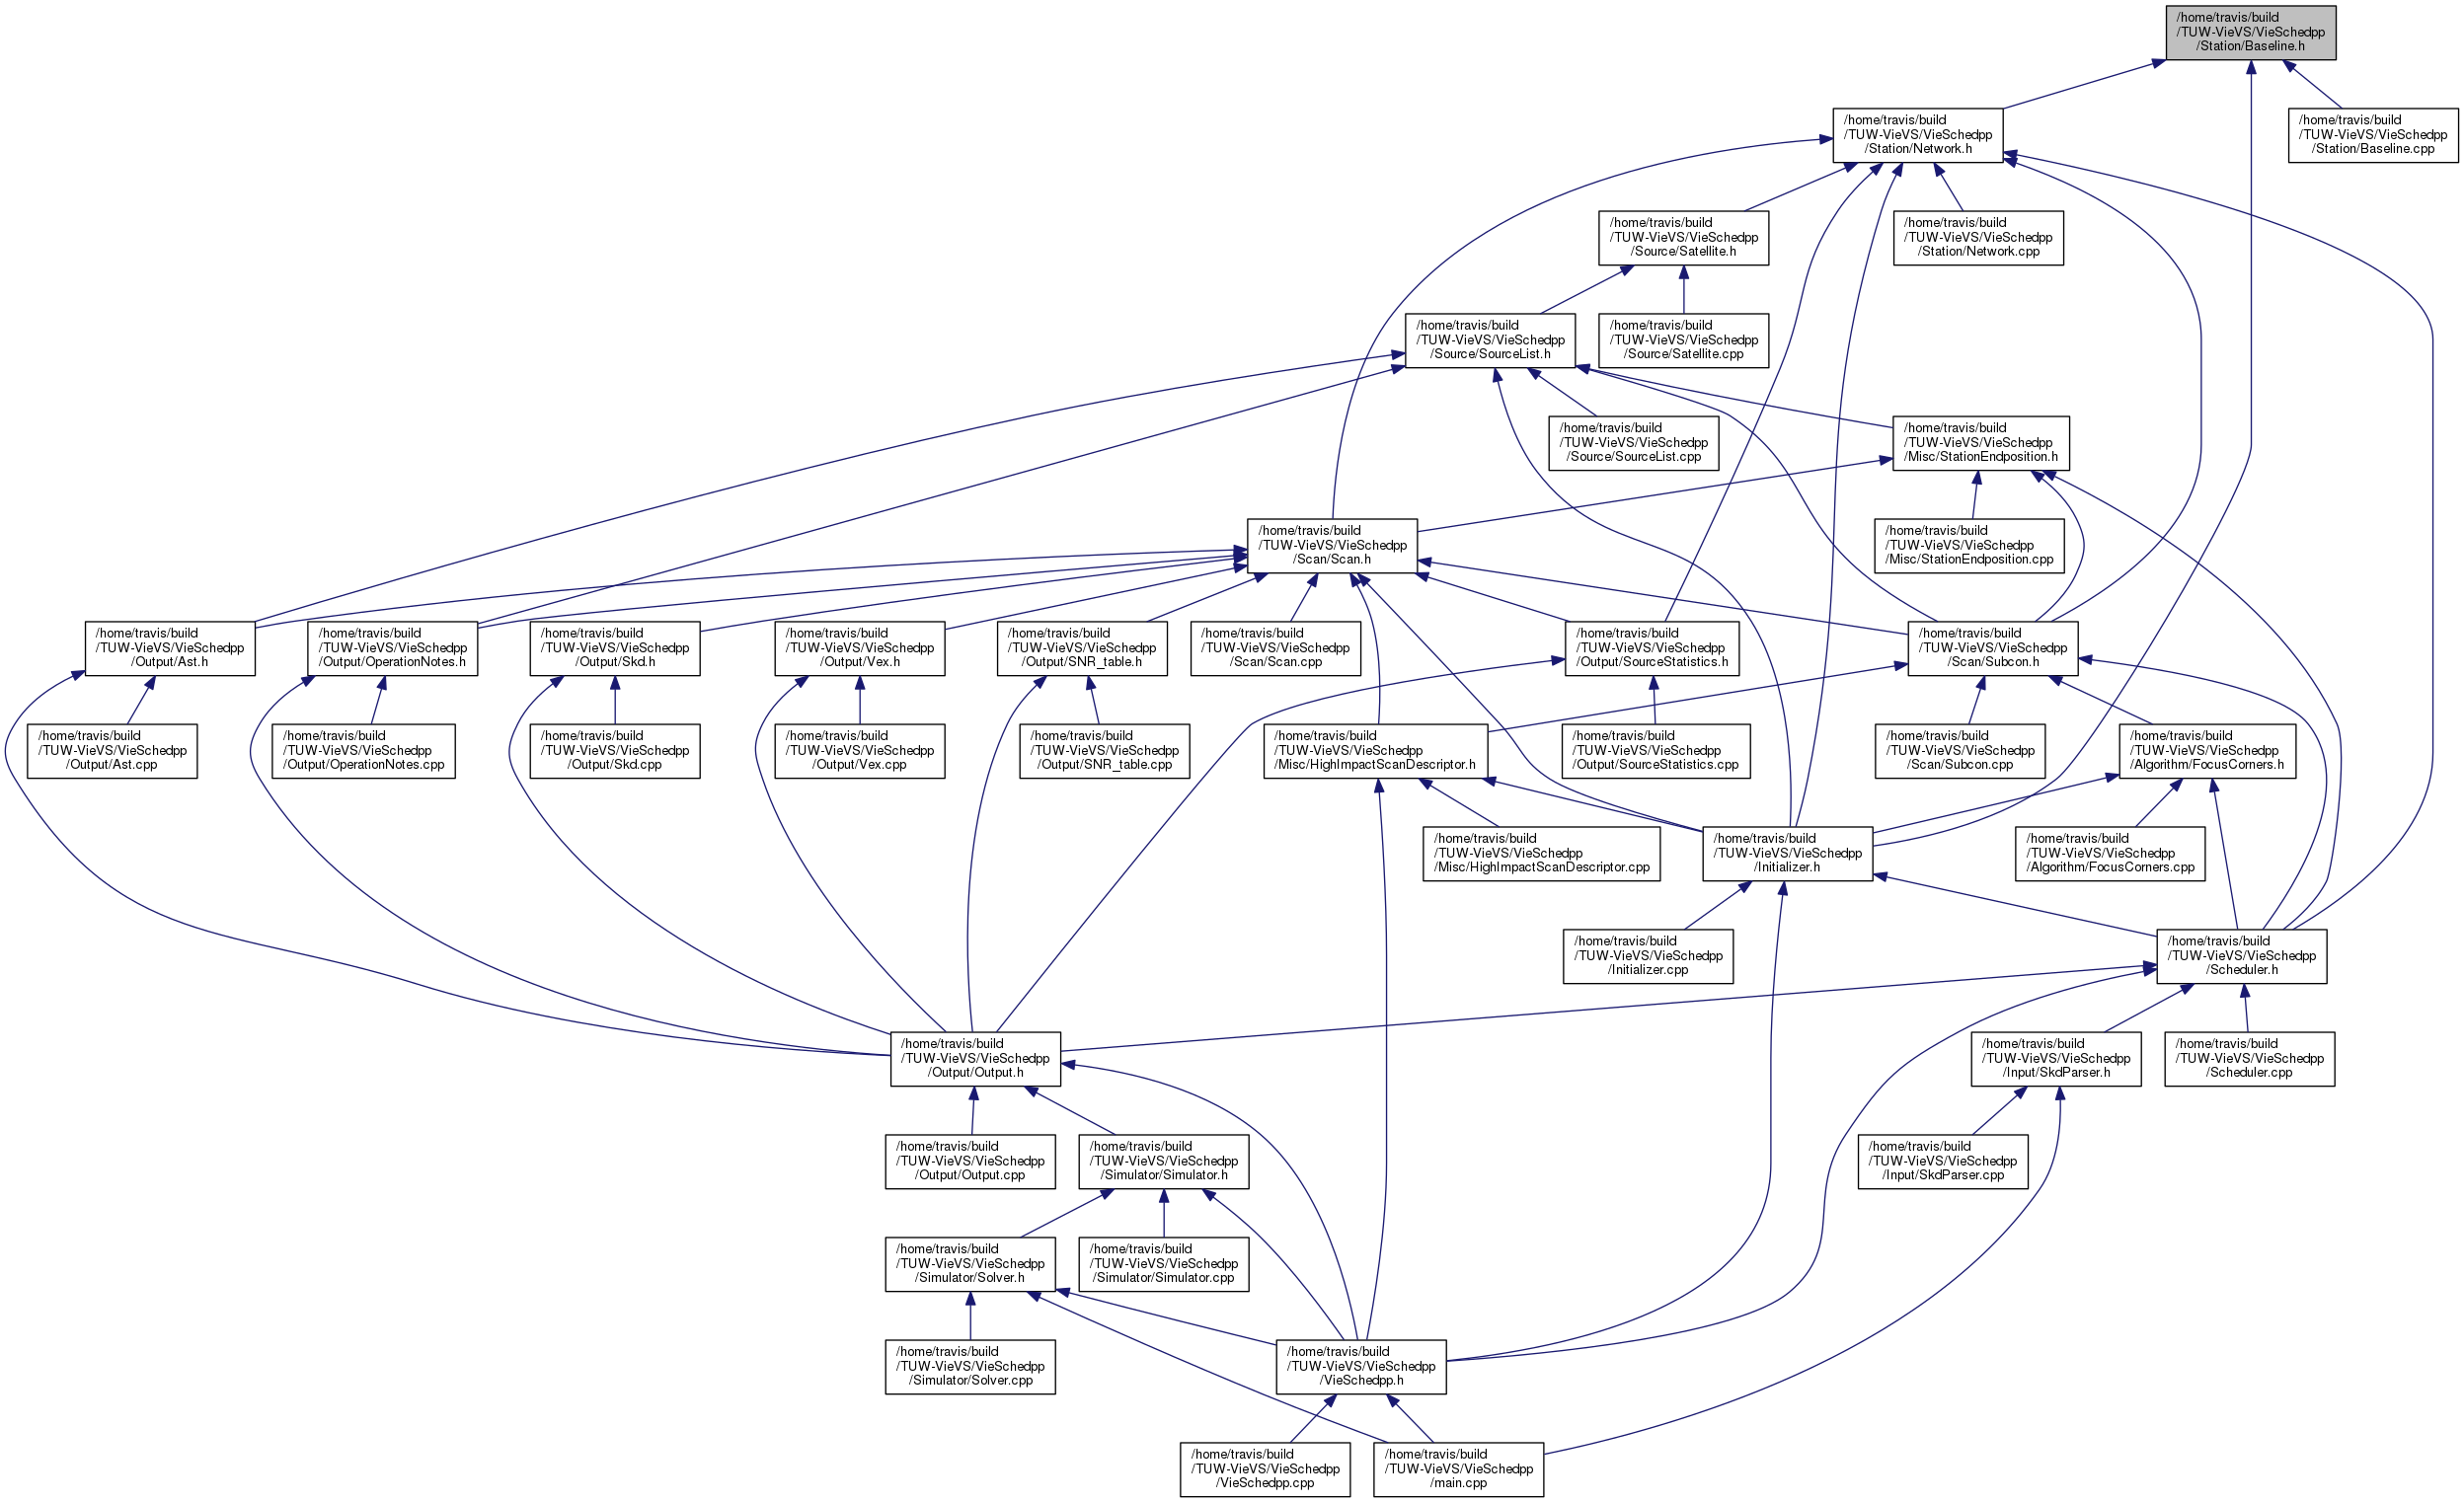 /home/travis/build
/TUW-VieVS/VieSchedpp
/Station/Baseline.h
/home/travis/build
/TUW-VieVS/VieSchedpp
/Station/Network.h
/home/travis/build
/TUW-VieVS/VieSchedpp
/Station/Baseline.cpp
/home/travis/build
/TUW-VieVS/VieSchedpp
/Source/Satellite.h
/home/travis/build
/TUW-VieVS/VieSchedpp
/Station/Network.cpp
/home/travis/build
/TUW-VieVS/VieSchedpp
/Source/SourceList.h
/home/travis/build
/TUW-VieVS/VieSchedpp
/Source/Satellite.cpp
/home/travis/build
/TUW-VieVS/VieSchedpp
/Source/SourceList.cpp
/home/travis/build
/TUW-VieVS/VieSchedpp
/Misc/StationEndposition.h
/home/travis/build
/TUW-VieVS/VieSchedpp
/Scan/Scan.h
/home/travis/build
/TUW-VieVS/VieSchedpp
/Misc/StationEndposition.cpp
/home/travis/build
/TUW-VieVS/VieSchedpp
/Output/Ast.h
/home/travis/build
/TUW-VieVS/VieSchedpp
/Output/OperationNotes.h
/home/travis/build
/TUW-VieVS/VieSchedpp
/Output/Skd.h
/home/travis/build
/TUW-VieVS/VieSchedpp
/Output/Vex.h
/home/travis/build
/TUW-VieVS/VieSchedpp
/Output/SNR_table.h
/home/travis/build
/TUW-VieVS/VieSchedpp
/Scan/Scan.cpp
/home/travis/build
/TUW-VieVS/VieSchedpp
/Output/SourceStatistics.h
/home/travis/build
/TUW-VieVS/VieSchedpp
/Scan/Subcon.h
/home/travis/build
/TUW-VieVS/VieSchedpp
/Output/Ast.cpp
/home/travis/build
/TUW-VieVS/VieSchedpp
/Output/OperationNotes.cpp
/home/travis/build
/TUW-VieVS/VieSchedpp
/Output/Skd.cpp
/home/travis/build
/TUW-VieVS/VieSchedpp
/Output/Vex.cpp
/home/travis/build
/TUW-VieVS/VieSchedpp
/Output/SNR_table.cpp
/home/travis/build
/TUW-VieVS/VieSchedpp
/Misc/HighImpactScanDescriptor.h
/home/travis/build
/TUW-VieVS/VieSchedpp
/Output/SourceStatistics.cpp
/home/travis/build
/TUW-VieVS/VieSchedpp
/Scan/Subcon.cpp
/home/travis/build
/TUW-VieVS/VieSchedpp
/Algorithm/FocusCorners.h
/home/travis/build
/TUW-VieVS/VieSchedpp
/Misc/HighImpactScanDescriptor.cpp
/home/travis/build
/TUW-VieVS/VieSchedpp
/Initializer.h
/home/travis/build
/TUW-VieVS/VieSchedpp
/Algorithm/FocusCorners.cpp
/home/travis/build
/TUW-VieVS/VieSchedpp
/Initializer.cpp
/home/travis/build
/TUW-VieVS/VieSchedpp
/Scheduler.h
/home/travis/build
/TUW-VieVS/VieSchedpp
/Output/Output.h
/home/travis/build
/TUW-VieVS/VieSchedpp
/Input/SkdParser.h
/home/travis/build
/TUW-VieVS/VieSchedpp
/Scheduler.cpp
/home/travis/build
/TUW-VieVS/VieSchedpp
/Output/Output.cpp
/home/travis/build
/TUW-VieVS/VieSchedpp
/Simulator/Simulator.h
/home/travis/build
/TUW-VieVS/VieSchedpp
/Input/SkdParser.cpp
/home/travis/build
/TUW-VieVS/VieSchedpp
/Simulator/Solver.h
/home/travis/build
/TUW-VieVS/VieSchedpp
/Simulator/Simulator.cpp
/home/travis/build
/TUW-VieVS/VieSchedpp
/Simulator/Solver.cpp
/home/travis/build
/TUW-VieVS/VieSchedpp
/VieSchedpp.h
/home/travis/build
/TUW-VieVS/VieSchedpp
/VieSchedpp.cpp
/home/travis/build
/TUW-VieVS/VieSchedpp
/main.cpp